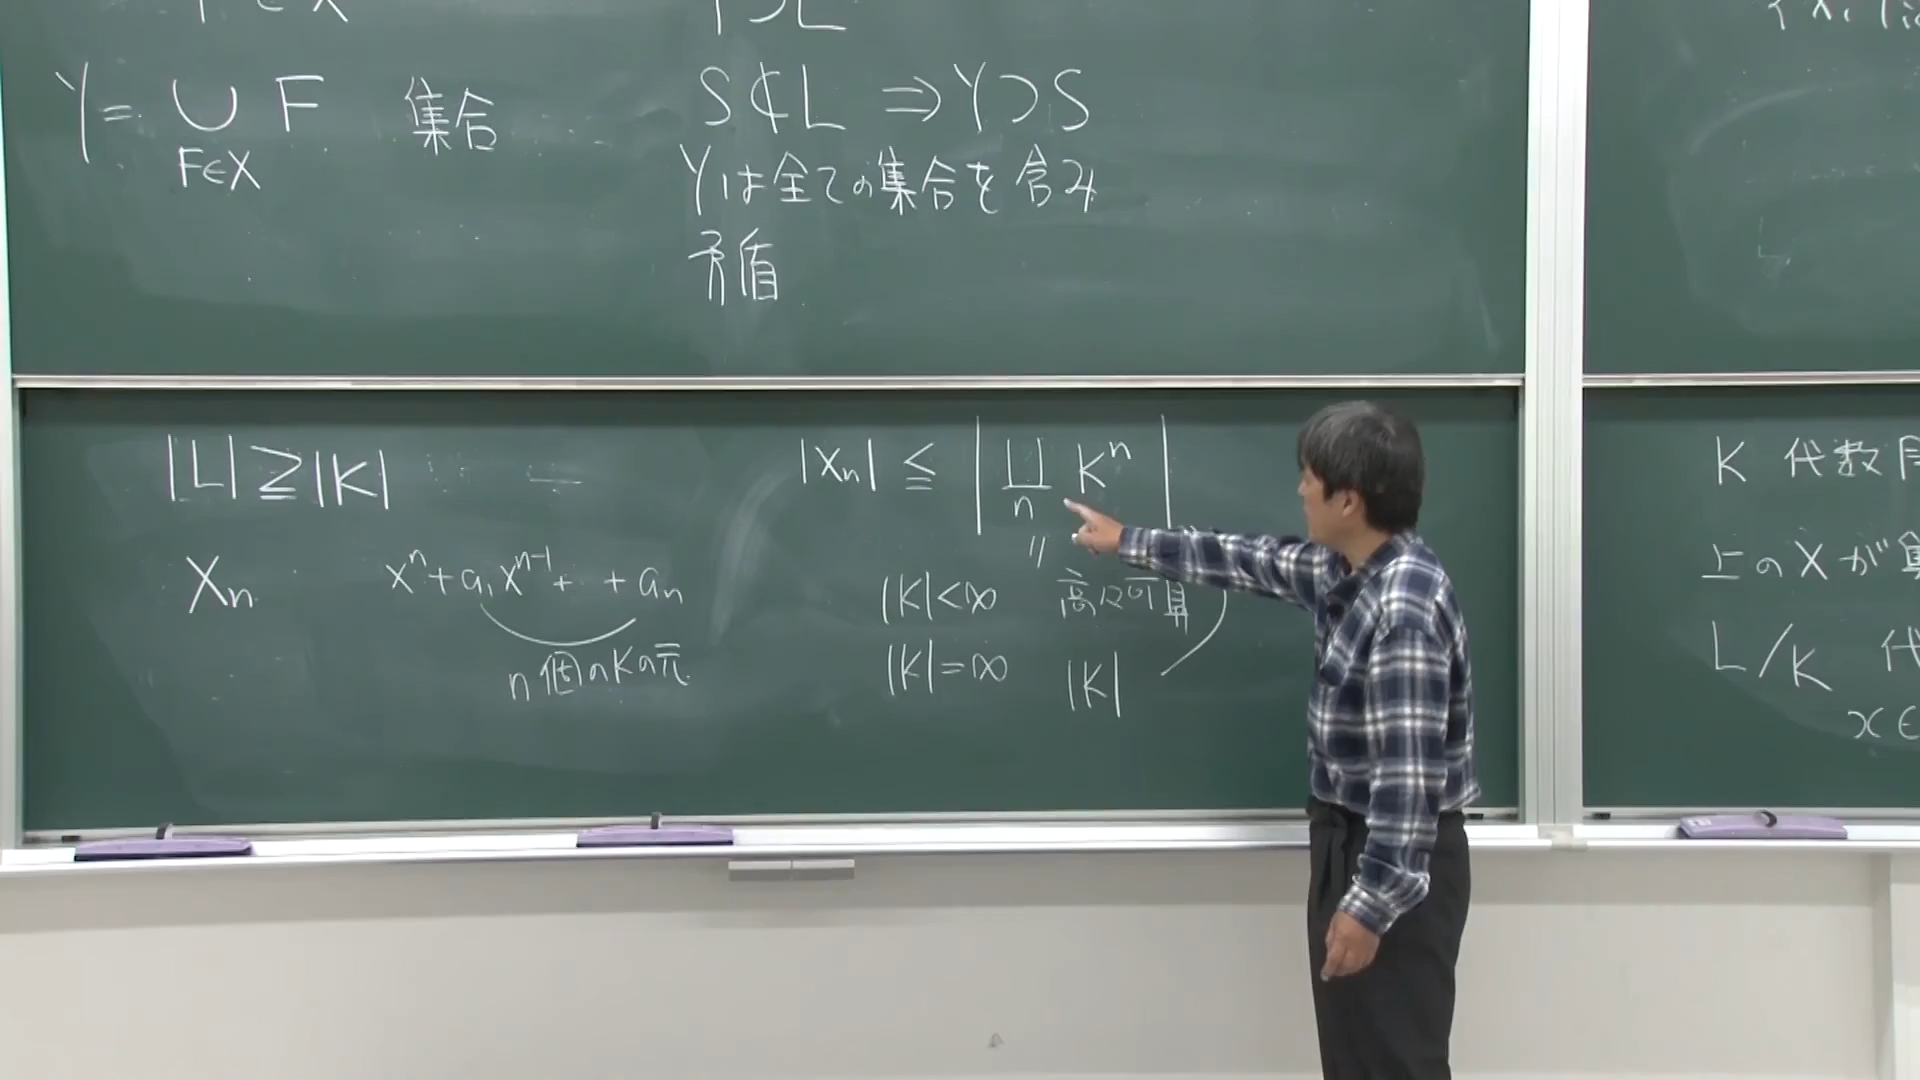 Y = ∪ F 集合
F∈X
Y⊃L
S⊄L ⇒ Y⊃S
Yは全ての集合を含み
矛盾
|L|≧|K|
Xₙ xⁿ+a₁xⁿ⁻¹+ ‥ +aₙ
n個のKの元
|Xₙ| ≦ | ∐ Kⁿ |
n
〃
|K|<∞ 高々可算
|K|=∞ |K|
K 代数
上のXが
L/K 代
x∈